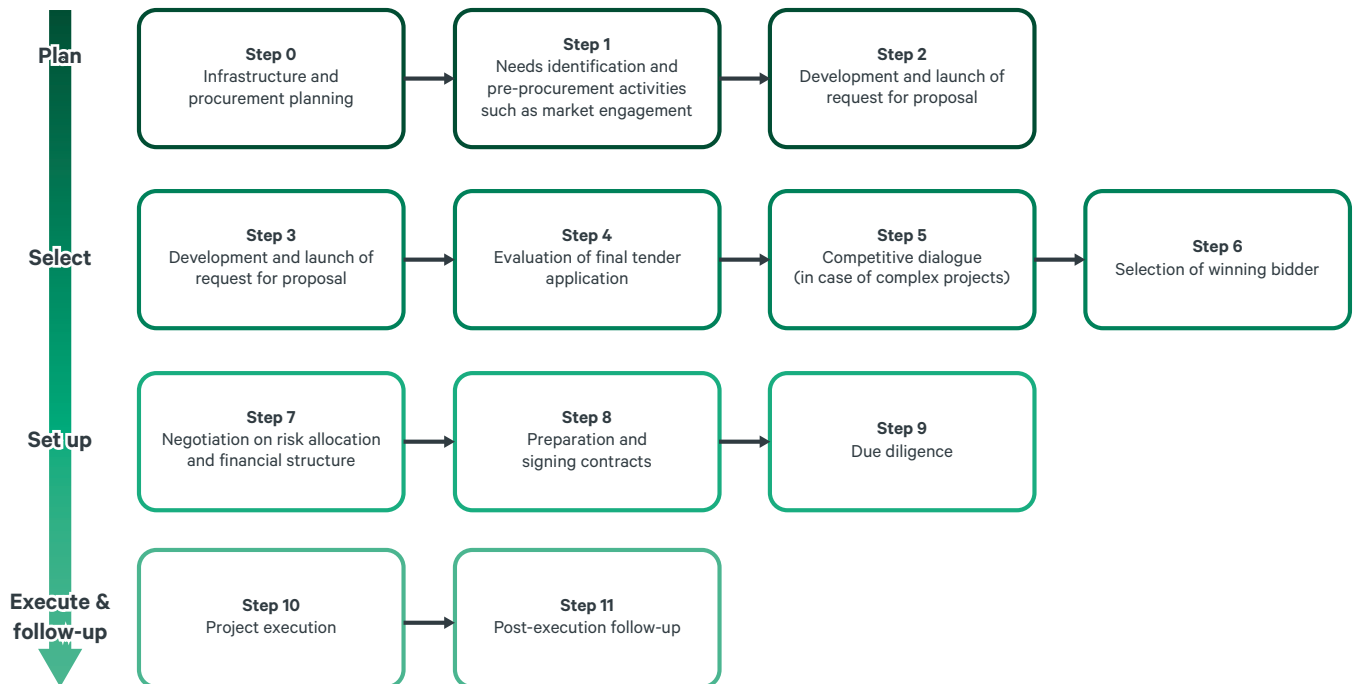 Plan
Step 0
Infrastructure and
procurement planning
Step 1
Needs identification and
pre-procurement activities
such as market engagement
Step 2
Development and launch of
request for proposal
Select
Step 3
Development and launch of
request for proposal
Step 4
Evaluation of final tender
application
Step 5
Competitive dialogue
(in case of complex projects)
Step 6
Selection of winning bidder
Set up
Step 7
Negotiation on risk allocation
and financial structure
Step 8
Preparation and
signing contracts
Step 9
Due diligence
Execute &
follow-up
Step 10
Project execution
Step 11
Post-execution follow-up